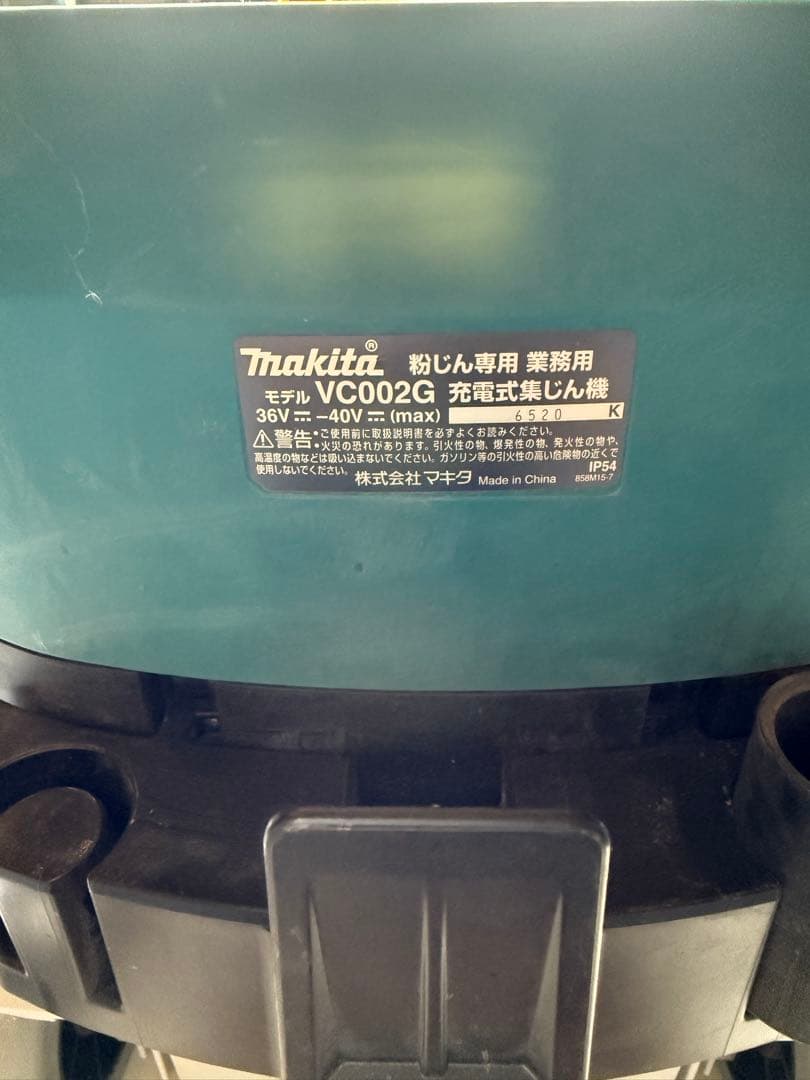 makita® 粉じん専用 業務用
モデル VC002G 充電式集じん機
36V⎓-40V⎓(max) 6520 K
⚠警告:・ご使用前に取扱説明書を必ずよくお読みください。
・火災の恐れがあります。引火性の物、爆発性の物、発火性の物や、
高温度の物などは吸い込まないでください。ガソリン等の引火性の高い危険物の近くで
使用しないでください。 IP54
株式会社 マキタ Made in China 858M15-7